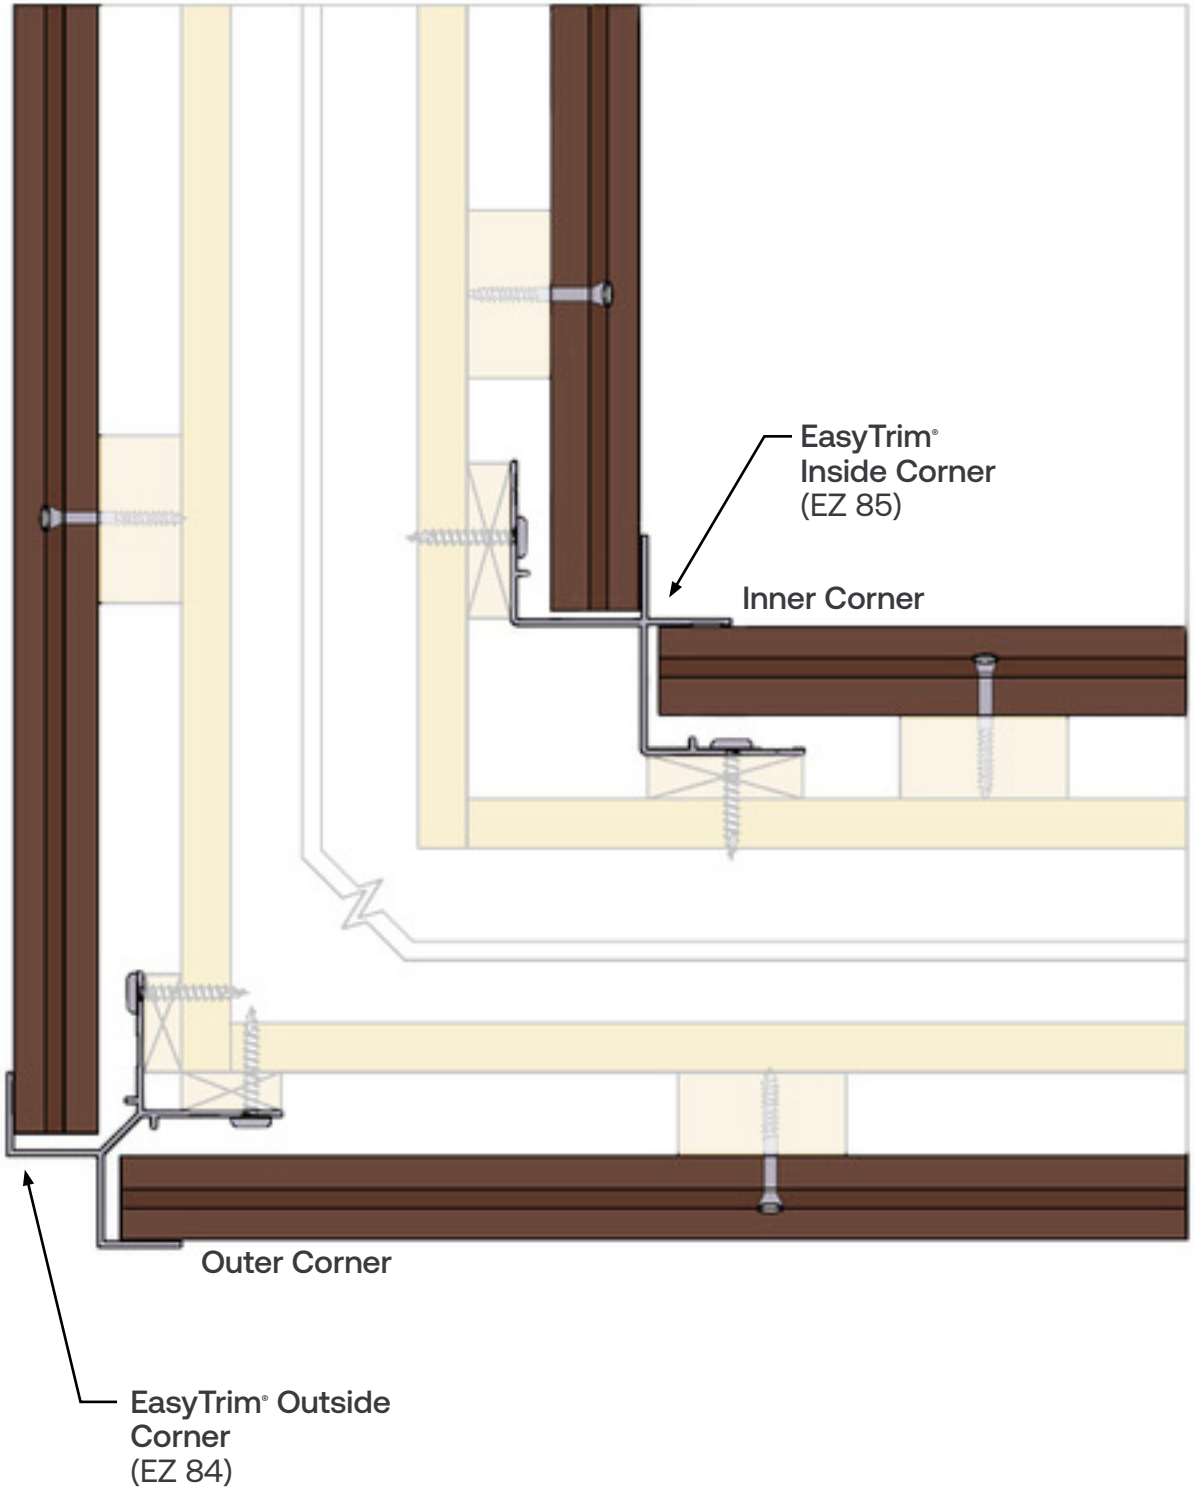 EasyTrim®
Inside Corner
(EZ 85)
Inner Corner
Outer Corner
EasyTrim® Outside
Corner
(EZ 84)